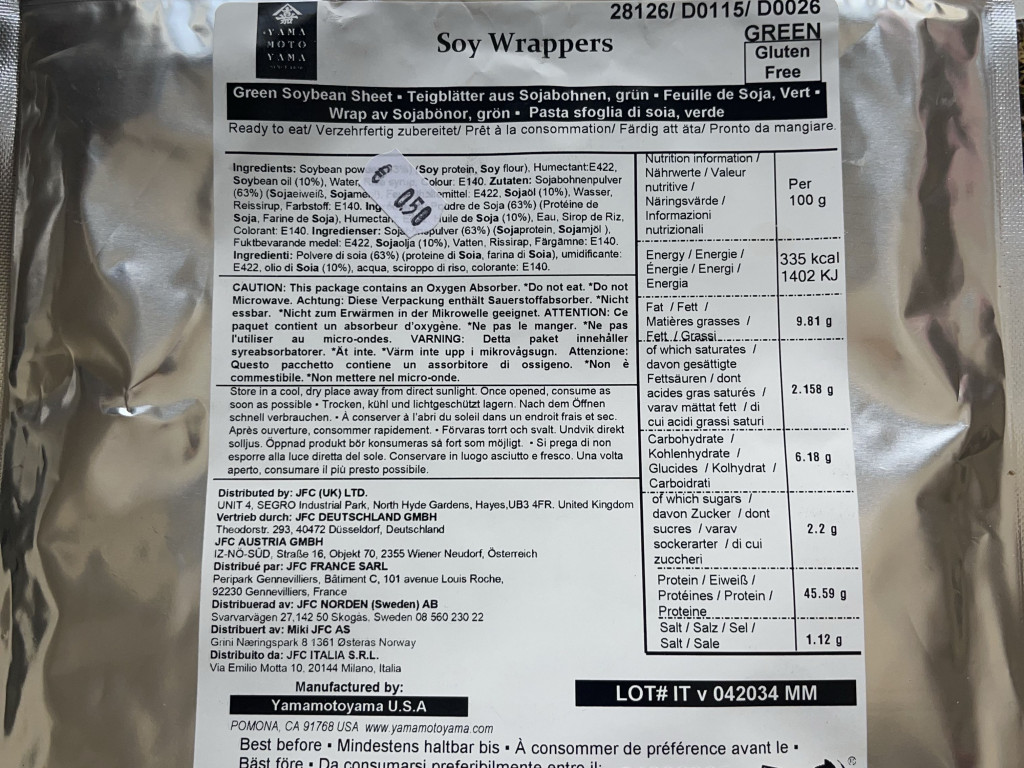 28126/ D0115/ D0026
YAMA
MOTO
YAMA
Soy Wrappers
GREEN
Gluten
Free
Green Soybean Sheet ▪ Teigblätter aus Sojabohnen, grün ▪ Feuille de Soja, Vert ▪
Wrap av Sojabönor, grön ▪ Pasta sfoglia di soia, verde
Ready to eat/ Verzehrfertig zubereitet/ Prêt à la consommation/ Färdig att äta/ Pronto da mangiare.
Ingredients: Soybean (Soy protein, Soy flour), Humectant:E422,
Soybean oil (10%), Water, Colour: E140. Zutaten: Sojabohnenpulver
(63%) (Sojaeiweiß, E422, Sojaöl (10%), Wasser,
Reissirup, Farbstoff: E140. de Soja (63%) (Protéine de
Soja, Farine de Soja), de Soja (10%), Eau, Sirop de Riz,
Colorant: E140. Ingredienser: (63%) (Sojaprotein, Sojamjöl ),
Fuktbevarande medel: E422, Sojaolja (10%), Vatten, Rissirap, Färgämne: E140.
Ingredienti: Polvere di soia (63%) (proteine di Soia, farina di Soia), umidificante:
E422, olio di Soia (10%), acqua, sciroppo di riso, colorante: E140.
€ 0,50
CAUTION: This package contains an Oxygen Absorber. *Do not eat. *Do not
Microwave. Achtung: Diese Verpackung enthält Sauerstoffabsorber. *Nicht
essbar. *Nicht zum Erwärmen in der Mikrowelle geeignet. ATTENTION: Ce
paquet contient un absorbeur d'oxygène. *Ne pas le manger. *Ne pas
l'utiliser au micro-ondes. VARNING: Detta paket innehåller
syreabsorbatorer. *Ät inte. *Värm inte upp i mikrovågsugn. Attenzione:
Questo pacchetto contiene un assorbitore di ossigeno. *Non è
commestibile. *Non mettere nel micro-onde.
Store in a cool, dry place away from direct sunlight. Once opened, consume as
soon as possible • Trocken, kühl und lichtgeschützt lagern. Nach dem Öffnen
schnell verbrauchen. • À conserver à l'abri du soleil dans un endroit frais et sec.
Après ouverture, consommer rapidement. • Förvaras torrt och svalt. Undvik direkt
solljus. Öppnad produkt bör konsumeras så fort som möjligt. • Si prega di non
esporre alla luce diretta del sole. Conservare in luogo asciutto e fresco. Una volta
aperto, consumare il più presto possibile.
Nutrition information /
Nährwerte / Valeur
nutritive /
Näringsvärde /
Informazioni
nutrizionali
Per
100 g
Energy / Energie /
Énergie / Energi /
Energia
335 kcal
1402 KJ
Fat / Fett /
Matières grasses /
Fett / Grassi
9.81 g
of which saturates /
davon gesättigte
Fettsäuren / dont
acides gras saturés /
varav mättat fett / di
cui acidi grassi saturi
2.158 g
Carbohydrate /
Kohlenhydrate /
Glucides / Kolhydrat /
Carboidrati
6.18 g
of which sugars /
davon Zucker / dont
sucres / varav
sockerarter / di cui
zuccheri
2.2 g
Protein / Eiweiß /
Protéines / Protein /
Proteine
45.59 g
Salt / Salz / Sel /
Salt / Sale
1.12 g
Distributed by: JFC (UK) LTD.
UNIT 4, SEGRO Industrial Park, North Hyde Gardens, Hayes,UB3 4FR. United Kingdom
Vertrieb durch: JFC DEUTSCHLAND GMBH
Theodorstr. 293, 40472 Düsseldorf, Deutschland
JFC AUSTRIA GMBH
IZ-NÖ-SÜD, Straße 16, Objekt 70, 2355 Wiener Neudorf, Österreich
Distribué par: JFC FRANCE SARL
Peripark Gennevilliers, Bâtiment C, 101 avenue Louis Roche,
92230 Gennevilliers, France
Distribuerad av: JFC NORDEN (Sweden) AB
Svarvarvägen 27,142 50 Skogås. Sweden 08 560 230 22
Distribuert av: Miki JFC AS
Grini Næringspark 8 1361 Østeras Norway
Distribuito da: JFC ITALIA S.R.L.
Via Emilio Motta 10, 20144 Milano, Italia
Manufactured by:
Yamamotoyama U.S.A
POMONA, CA 91768 USA www.yamamotoyama.com
LOT# IT v 042034 MM
Best before ▪ Mindestens haltbar bis ▪ À consommer de préférence avant le ▪
Bäst före ▪ Da consumarsi preferibilmente entro il:
®